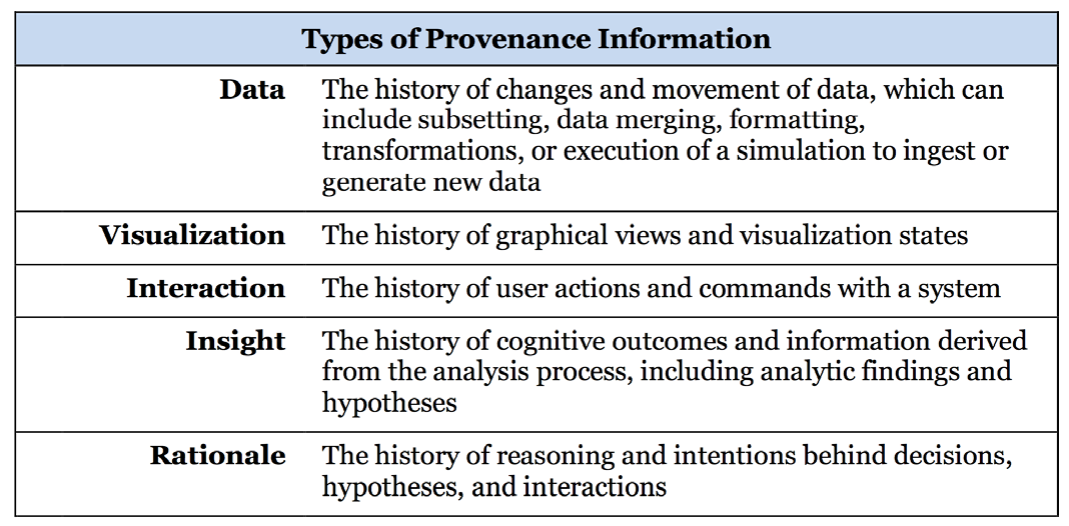 Types of Provenance Information
Data
The history of changes and movement of data, which can
include subsetting, data merging, formatting,
transformations, or execution of a simulation to ingest or
generate new data
Visualization
The history of graphical views and visualization states
Interaction
The history of user actions and commands with a system
Insight
The history of cognitive outcomes and information derived
from the analysis process, including analytic findings and
hypotheses
Rationale
The history of reasoning and intentions behind decisions,
hypotheses, and interactions